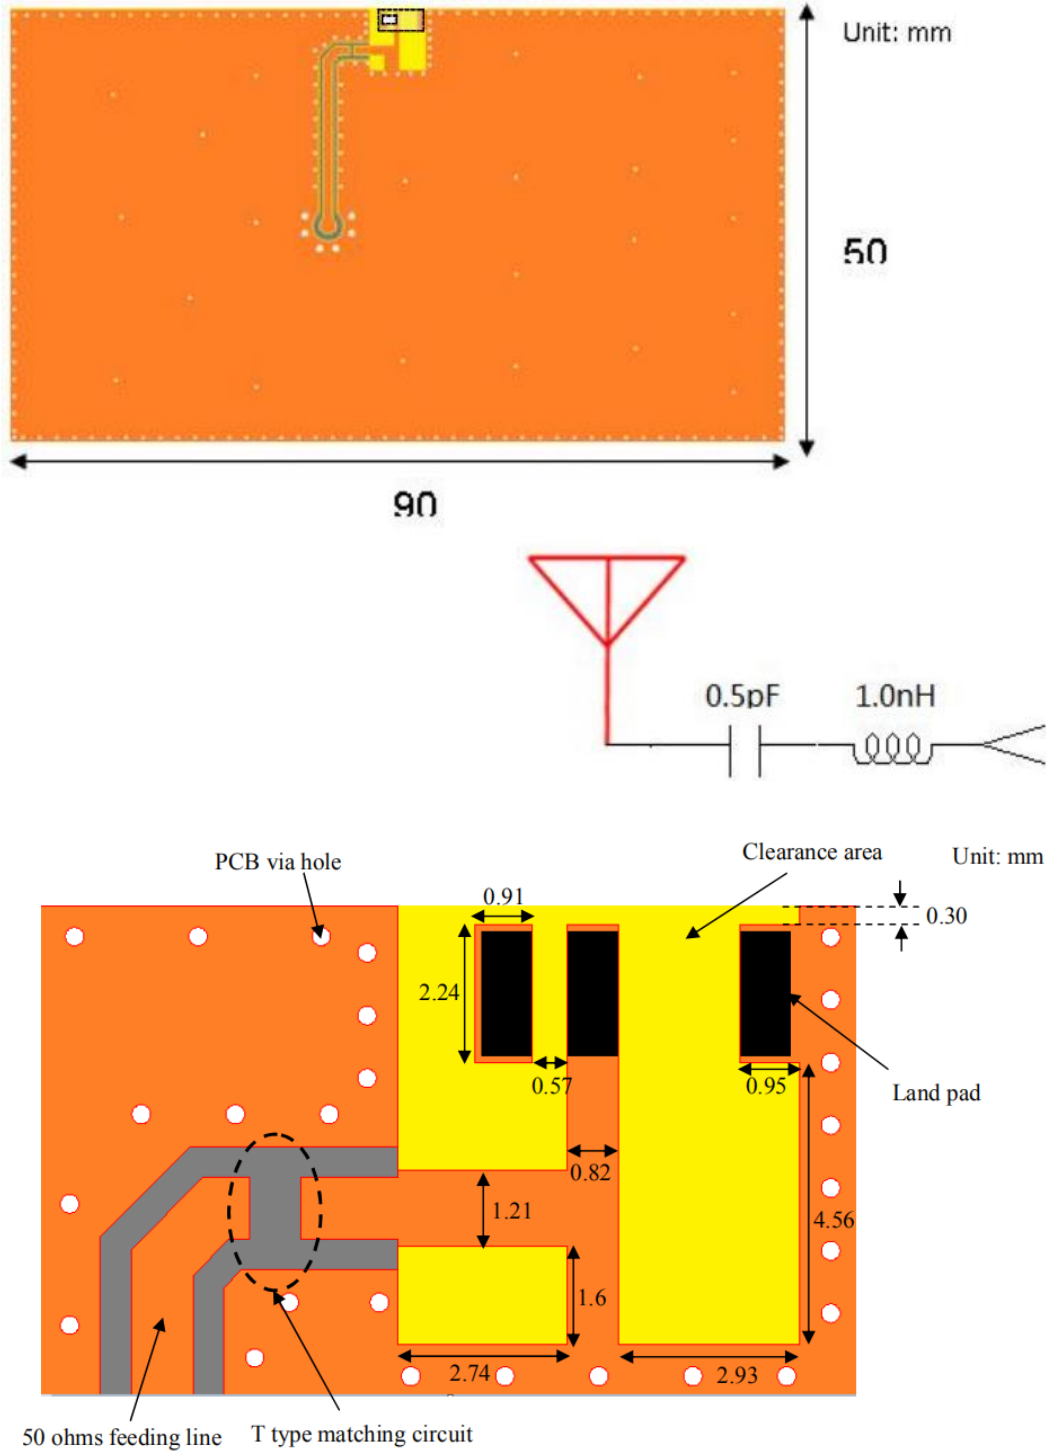 Unit: mm
50
90
0.5pF
1.0nH
PCB via hole
Clearance area
Unit: mm
0.91
0.30
2.24
0.57
0.95
Land pad
0.82
1.21
4.56
1.6
2.74
2.93
50 ohms feeding line
T type matching circuit